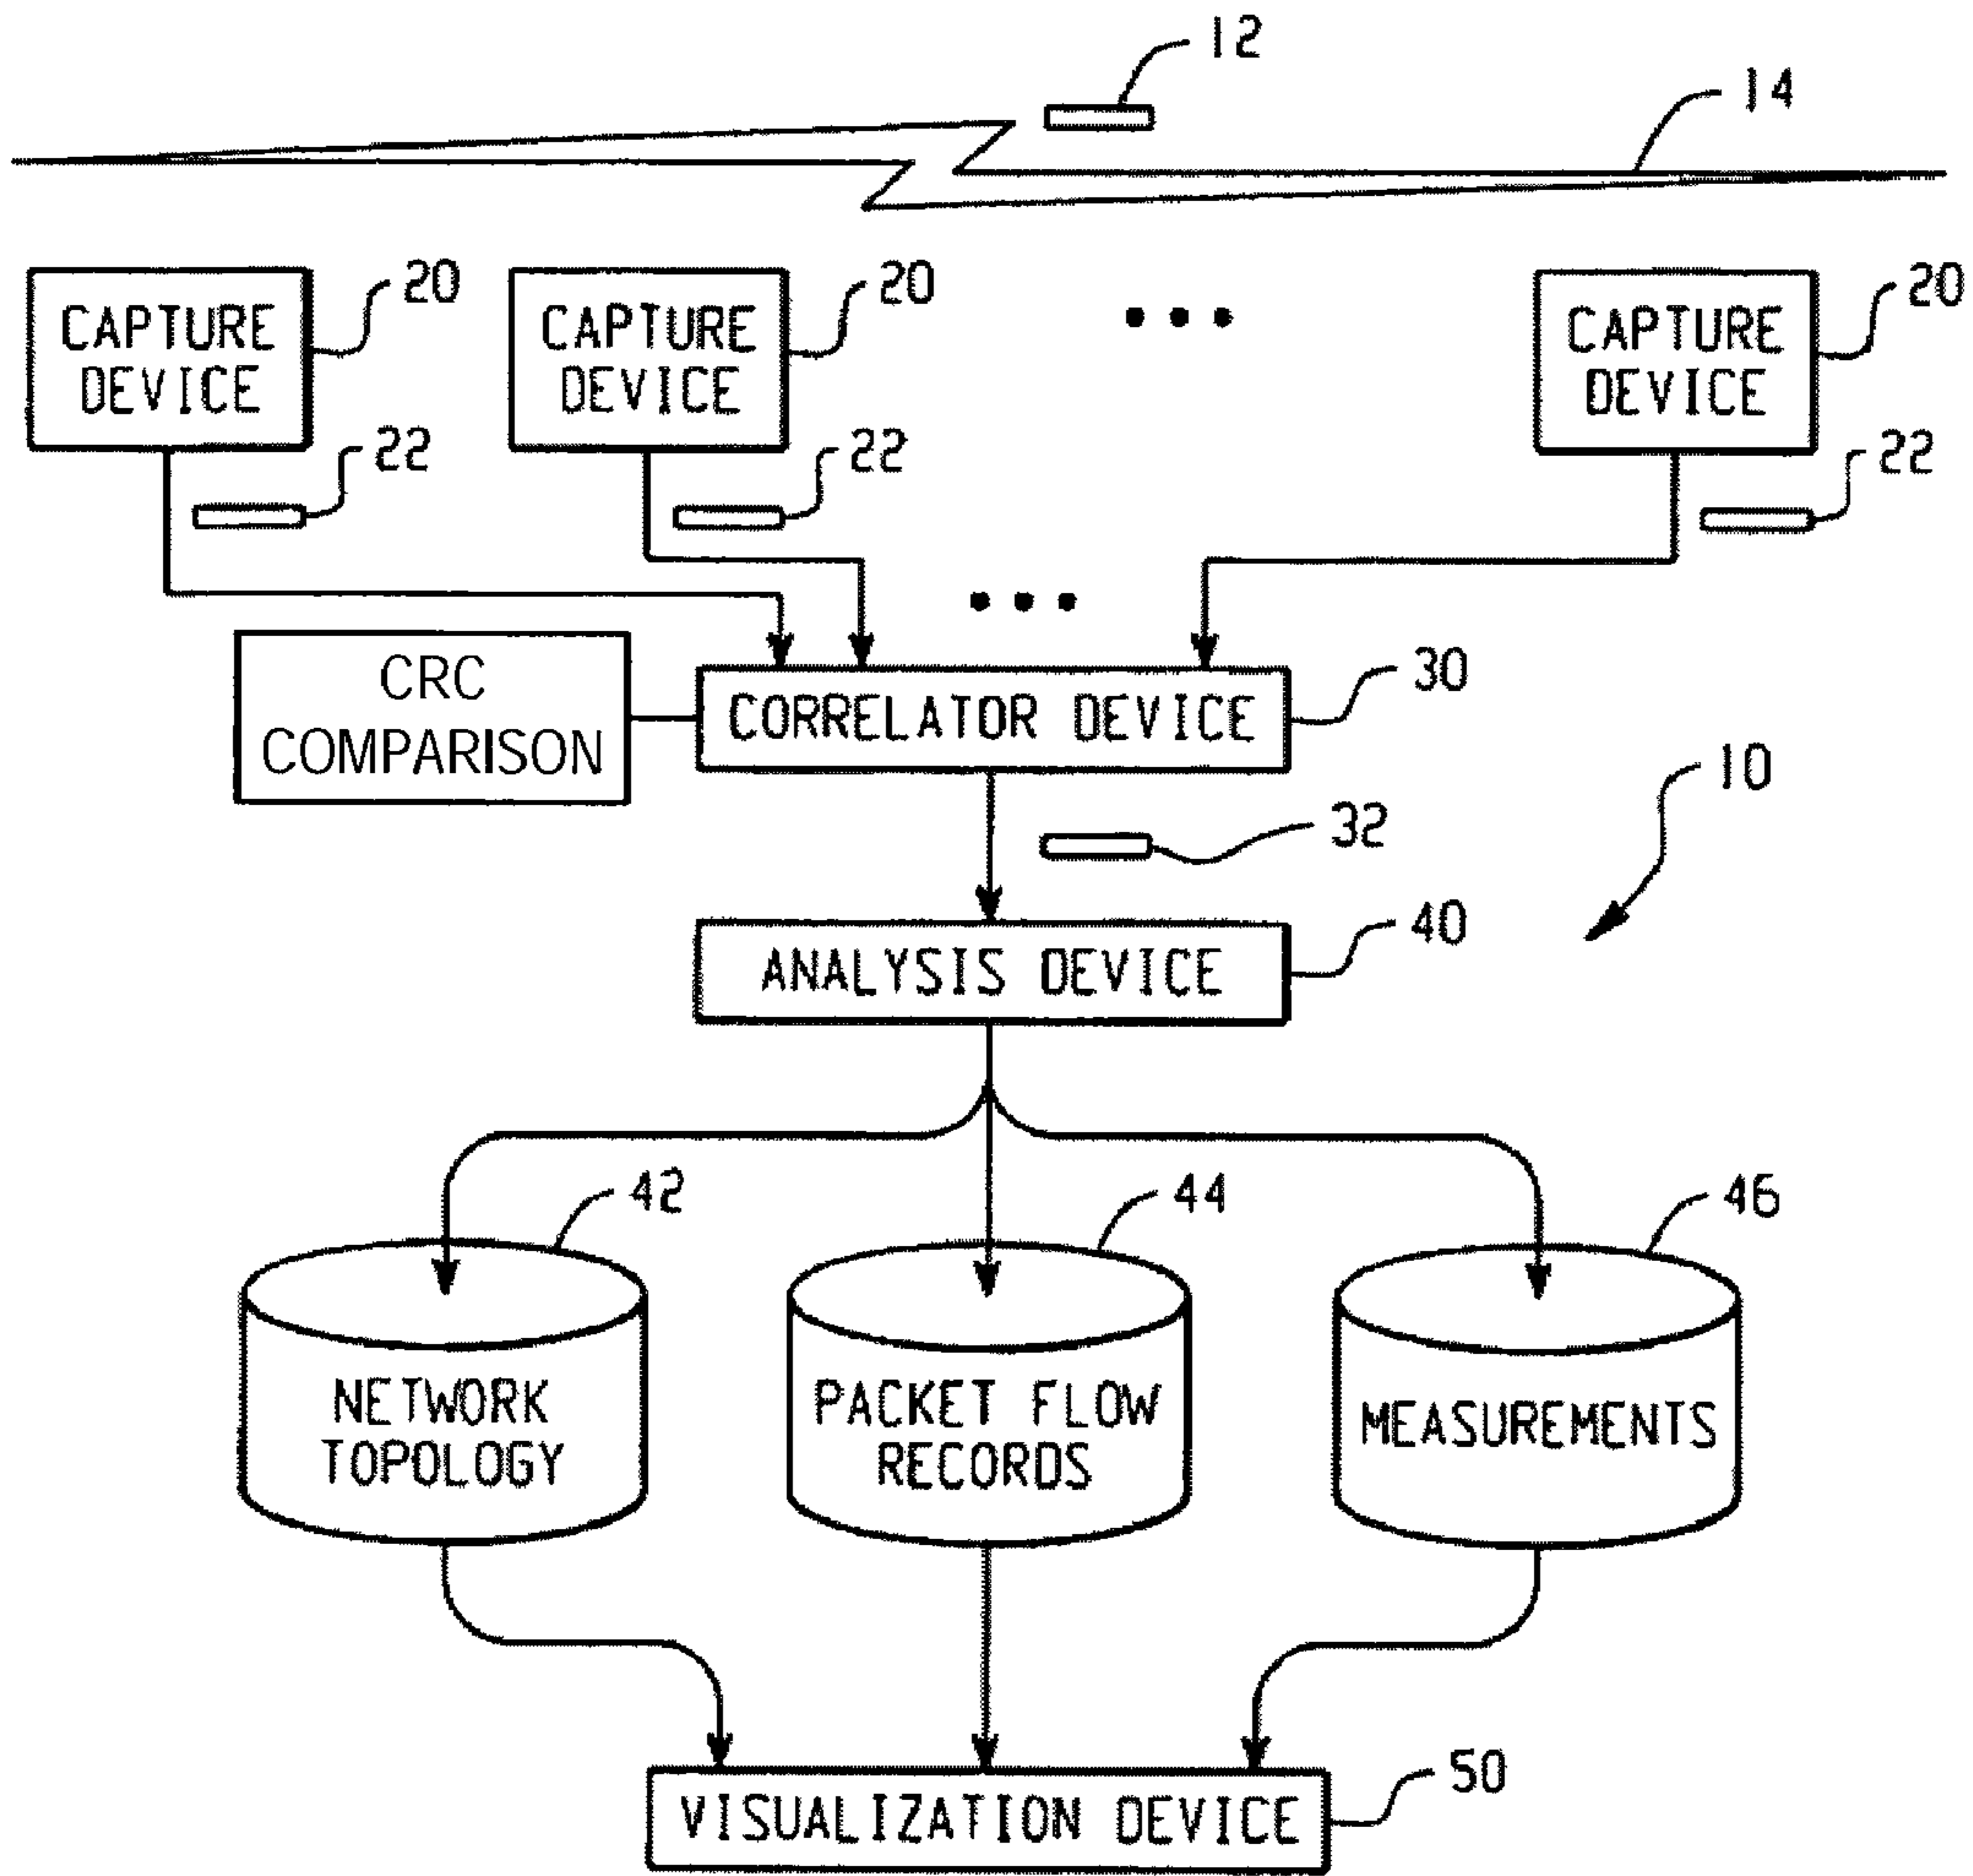 12
14
20
20
20
CAPTURE
DEVICE
CAPTURE
DEVICE
CAPTURE
DEVICE
22
22
22
CRC
COMPARISON
CORRELATOR DEVICE
30
10
32
ANALYSIS DEVICE
40
42
44
46
NETWORK
TOPOLOGY
PACKET FLOW
RECORDS
MEASUREMENTS
VISUALIZATION DEVICE
50